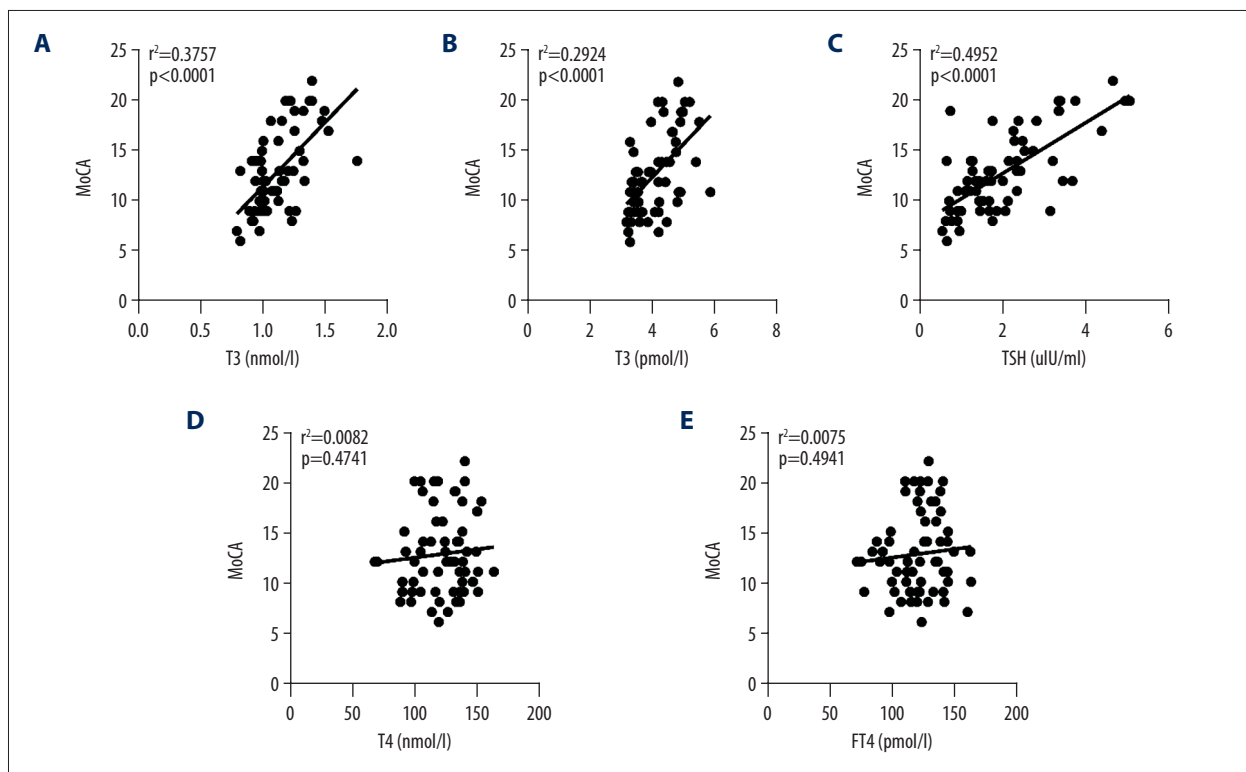 A
r²=0.3757
p<0.0001
25
20
15
10
5
0
MoCA
0.0 0.5 1.0 1.5 2.0
T3 (nmol/l)
B
r²=0.2924
p<0.0001
25
20
15
10
5
0
MoCA
0 2 4 6 8
T3 (pmol/l)
C
r²=0.4952
p<0.0001
25
20
15
10
5
0
MoCA
0 2 4 6
TSH (uIU/ml)
D
r²=0.0082
p=0.4741
25
20
15
10
5
0
MoCA
0 50 100 150 200
T4 (nmol/l)
E
r²=0.0075
p=0.4941
25
20
15
10
5
0
MoCA
0 50 100 150 200
FT4 (pmol/l)